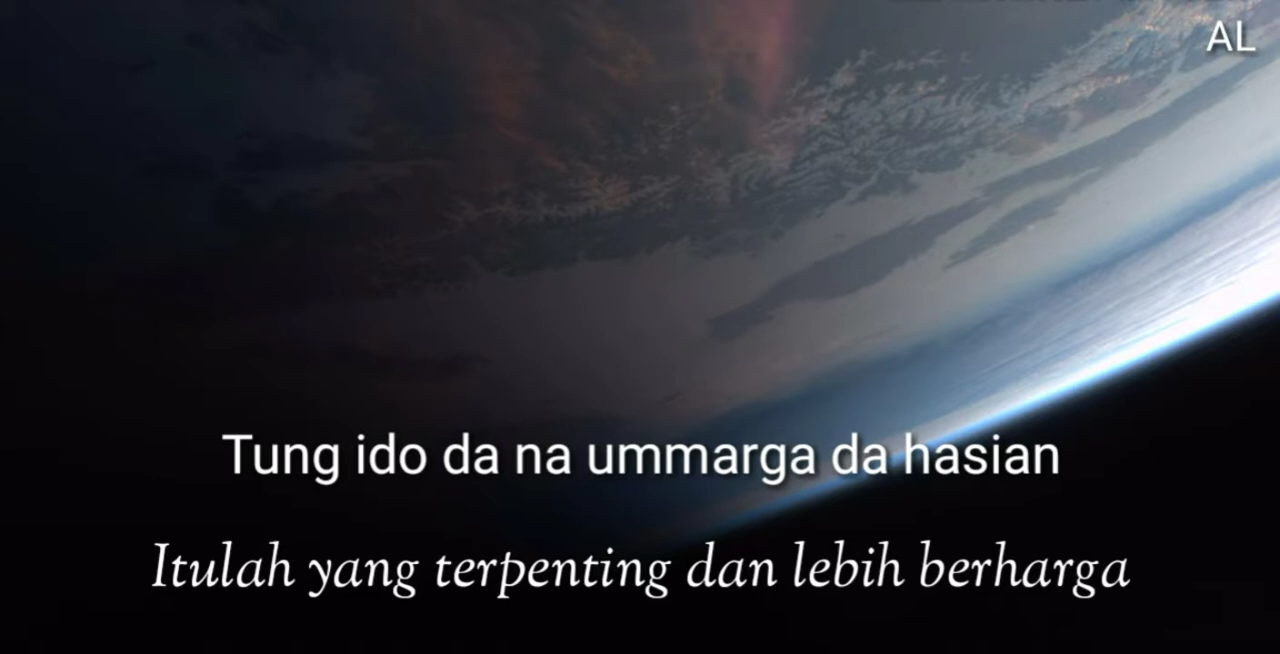 AL
Tung ido da na ummarga da hasian
Itulah yang terpenting dan lebih berharga